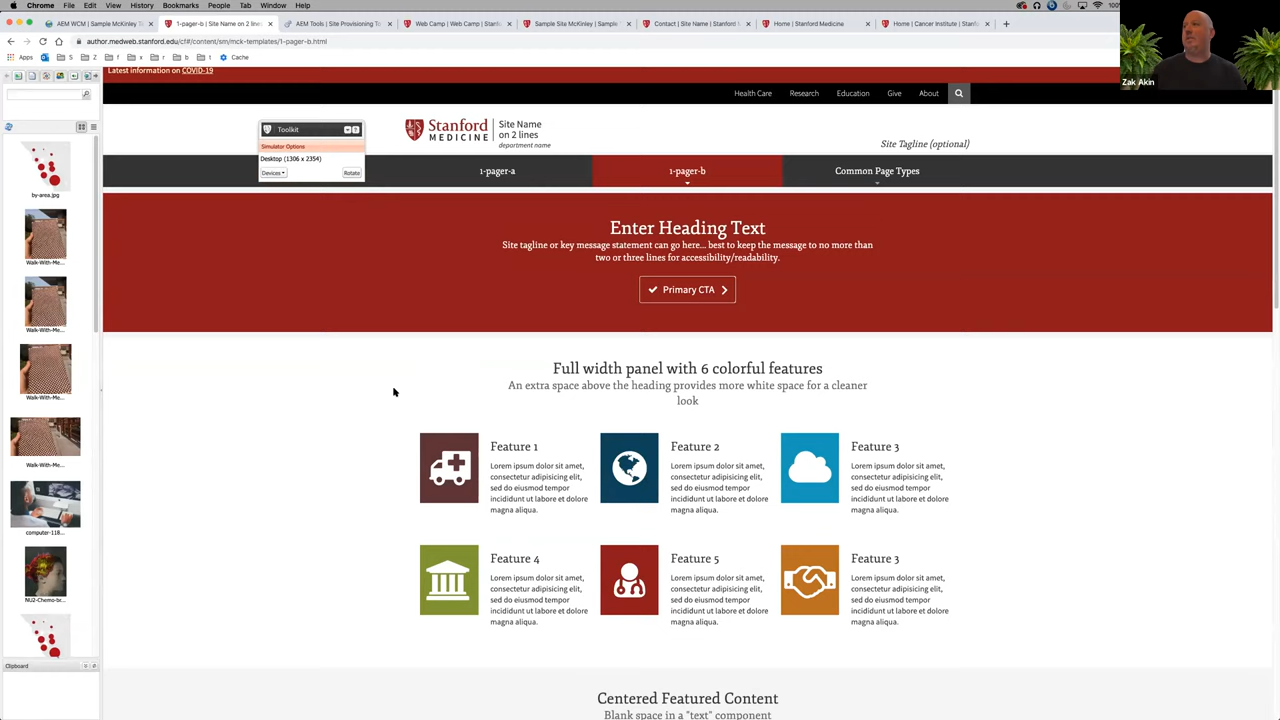 Chrome File Edit View History Bookmarks People Tab Window Help
AEM WCM | Sample McKinley T
1-pager-b | Site Name on 2 lines
AEM Tools | Site Provisioning To
Web Camp | Web Camp | Stanf
Sample Site McKinley | Sample
Contact | Site Name | Stanford M
Home | Stanford Medicine
Home | Cancer Institute | Stanfo
author.medweb.stanford.edu/cf#/content/sm/mck-templates/1-pager-b.html
Apps S Z f x r b t Cache
Zak Akin
Latest information on COVID-19
Health Care Research Education Give About
Toolkit
Simulator Options
Desktop (1306 x 2354)
Devices Rotate
Stanford
MEDICINE
Site Name
on 2 lines
department name
Site Tagline (optional)
1-pager-a 1-pager-b Common Page Types
Enter Heading Text
Site tagline or key message statement can go here... best to keep the message to no more than
two or three lines for accessibility/readability.
Primary CTA
Full width panel with 6 colorful features
An extra space above the heading provides more white space for a cleaner
look
Feature 1
Lorem ipsum dolor sit amet,
consectetur adipisicing elit,
sed do eiusmod tempor
incididunt ut labore et dolore
magna aliqua.
Feature 2
Lorem ipsum dolor sit amet,
consectetur adipisicing elit,
sed do eiusmod tempor
incididunt ut labore et dolore
magna aliqua.
Feature 3
Lorem ipsum dolor sit amet,
consectetur adipisicing elit,
sed do eiusmod tempor
incididunt ut labore et dolore
magna aliqua.
Feature 4
Lorem ipsum dolor sit amet,
consectetur adipisicing elit,
sed do eiusmod tempor
incididunt ut labore et dolore
magna aliqua.
Feature 5
Lorem ipsum dolor sit amet,
consectetur adipisicing elit,
sed do eiusmod tempor
incididunt ut labore et dolore
magna aliqua.
Feature 3
Lorem ipsum dolor sit amet,
consectetur adipisicing elit,
sed do eiusmod tempor
incididunt ut labore et dolore
magna aliqua.
Centered Featured Content
Blank space in a "text" component
by-area.jpg
Walk-With-Me...
Walk-With-Me...
Walk-With-Me...
Walk-With-Me...
computer-118...
NU2-Chemo-bc...
Clipboard